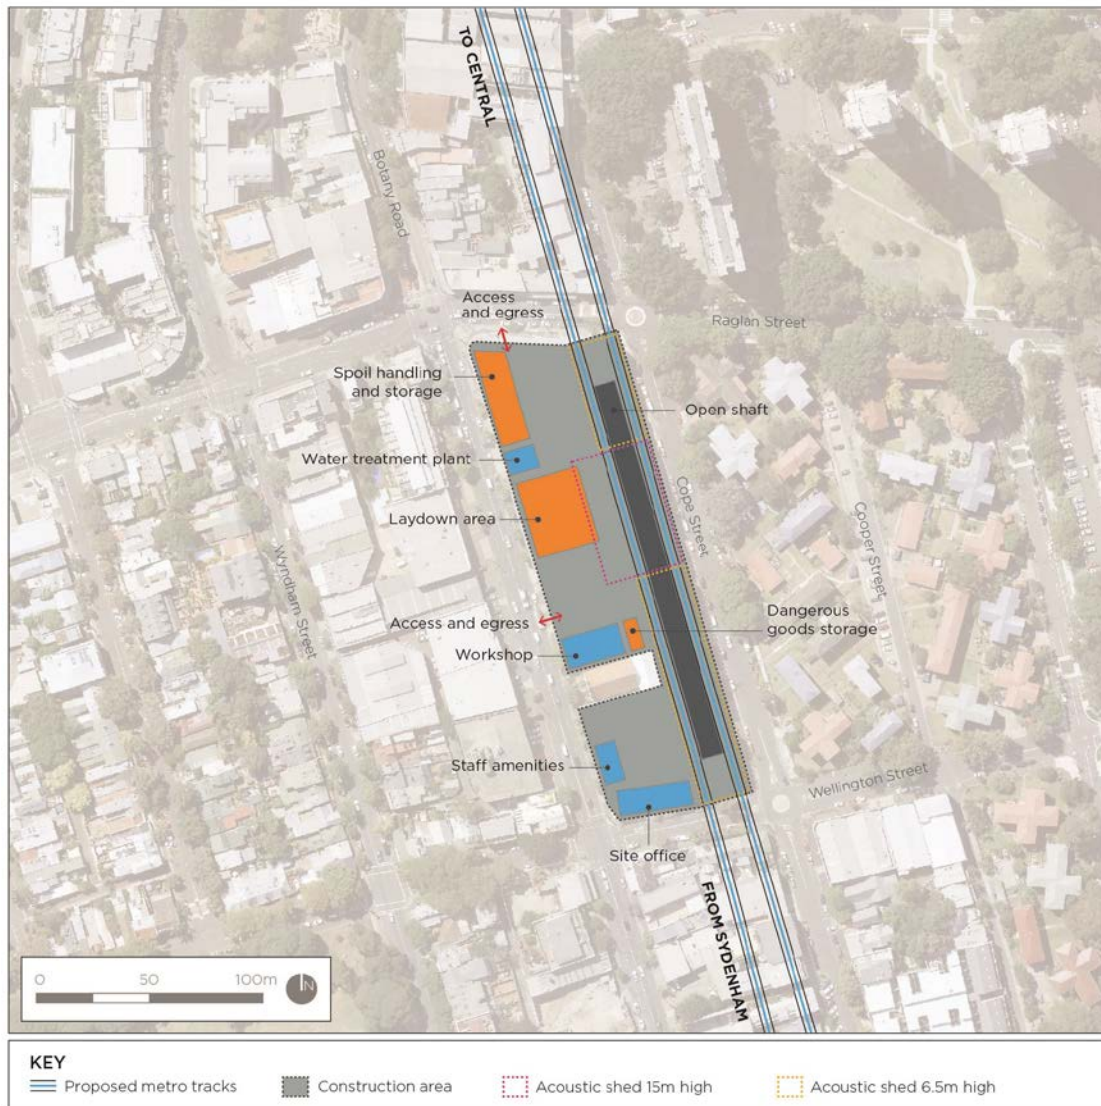 TO CENTRAL
Botany Road
Access
and egress
Raglan Street
Spoil handling
and storage
Open shaft
Water treatment plant
Laydown area
Cope Street
Cooper Street
Wyndham Street
Access and egress
Dangerous
goods storage
Workshop
Staff amenities
Wellington Street
Site office
FROM SYDENHAM
0 50 100m
N
KEY
Proposed metro tracks
Construction area
Acoustic shed 15m high
Acoustic shed 6.5m high